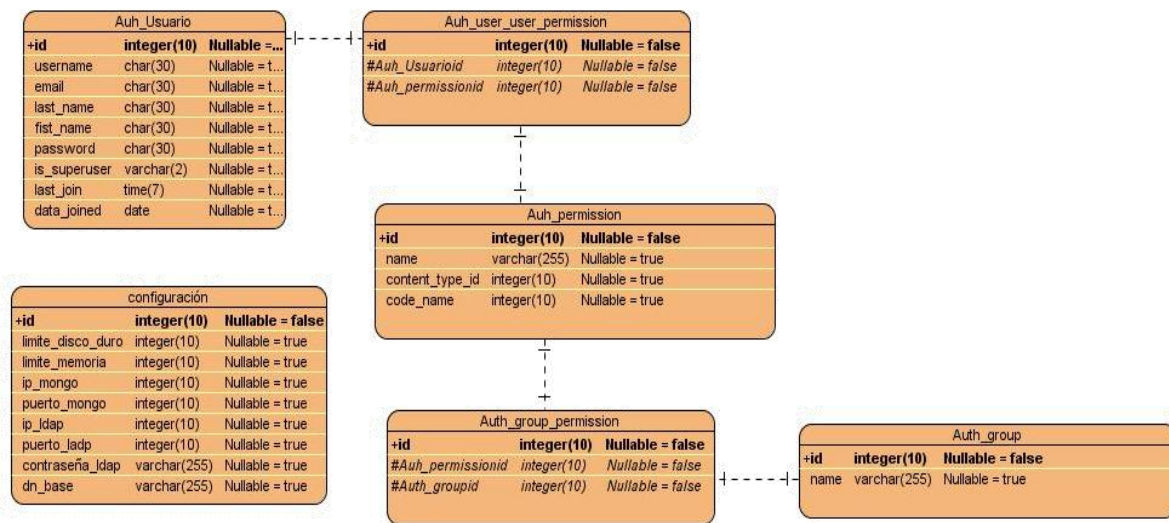 Auh_Usuario
+id integer(10) Nullable =...
username char(30) Nullable = t...
email char(30) Nullable = t...
last_name char(30) Nullable = t...
fist_name char(30) Nullable = t...
password char(30) Nullable = t...
is_superuser varchar(2) Nullable = t...
last_join time(7) Nullable = t...
data_joined date Nullable = t...
Auh_user_user_permission
+id integer(10) Nullable = false
#Auh_Usuarioid integer(10) Nullable = false
#Auh_permissionid integer(10) Nullable = false
Auh_permission
+id integer(10) Nullable = false
name varchar(255) Nullable = true
content_type_id integer(10) Nullable = true
code_name integer(10) Nullable = true
configuración
+id integer(10) Nullable = false
limite_disco_duro integer(10) Nullable = true
limite_memoria integer(10) Nullable = true
ip_mongo integer(10) Nullable = true
puerto_mongo integer(10) Nullable = true
ip_ldap integer(10) Nullable = true
puerto_ladp integer(10) Nullable = true
contraseña_ldap varchar(255) Nullable = true
dn_base varchar(255) Nullable = true
Auth_group_permission
+id integer(10) Nullable = false
#Auh_permissionid integer(10) Nullable = false
#Auth_groupid integer(10) Nullable = false
Auth_group
+id integer(10) Nullable = false
name varchar(255) Nullable = true